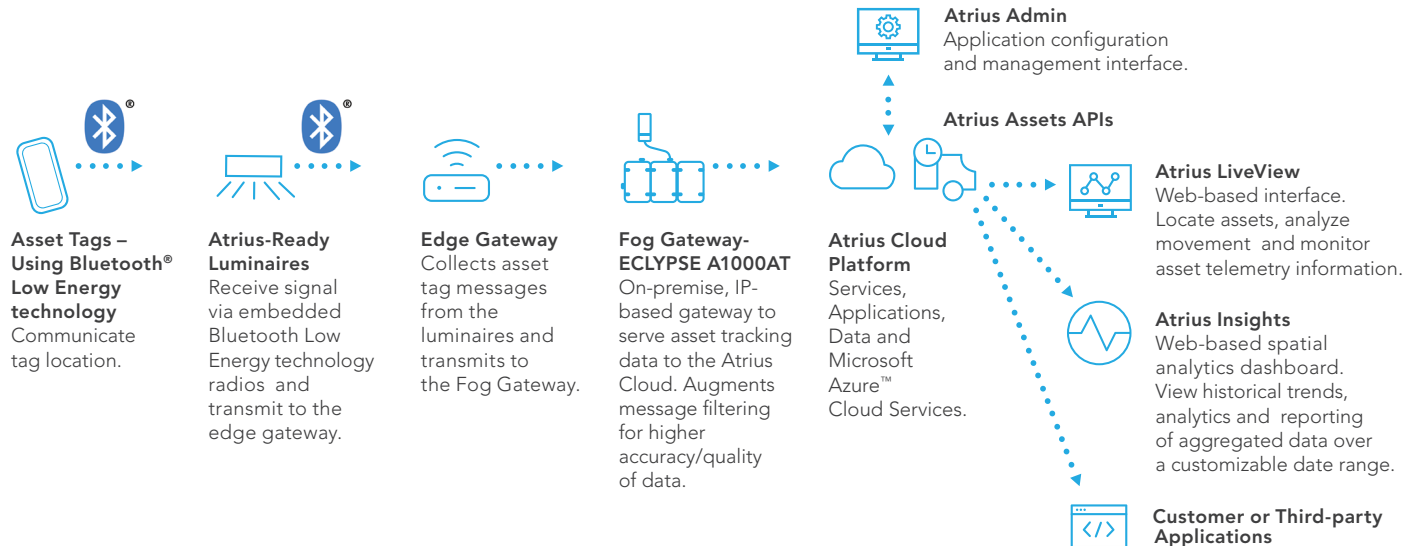 Atrius Admin
Application configuration
and management interface.
®
®
Atrius Assets APIs
Asset Tags –
Using Bluetooth®
Low Energy
technology
Communicate
tag location.
Atrius-Ready
Luminaires
Receive signal
via embedded
Bluetooth Low
Energy technology
radios and
transmit to the
edge gateway.
Edge Gateway
Collects asset
tag messages
from the
luminaires and
transmits to
the Fog Gateway.
Fog Gateway-
ECLYPSE A1000AT
On-premise, IP-
based gateway to
serve asset tracking
data to the Atrius
Cloud. Augments
message filtering
for higher
accuracy/quality
of data.
Atrius Cloud
Platform
Services,
Applications,
Data and
Microsoft
Azure™
Cloud Services.
Atrius LiveView
Web-based interface.
Locate assets, analyze
movement and monitor
asset telemetry information.
Atrius Insights
Web-based spatial
analytics dashboard.
View historical trends,
analytics and reporting
of aggregated data over
a customizable date range.
</>
Customer or Third-party
Applications